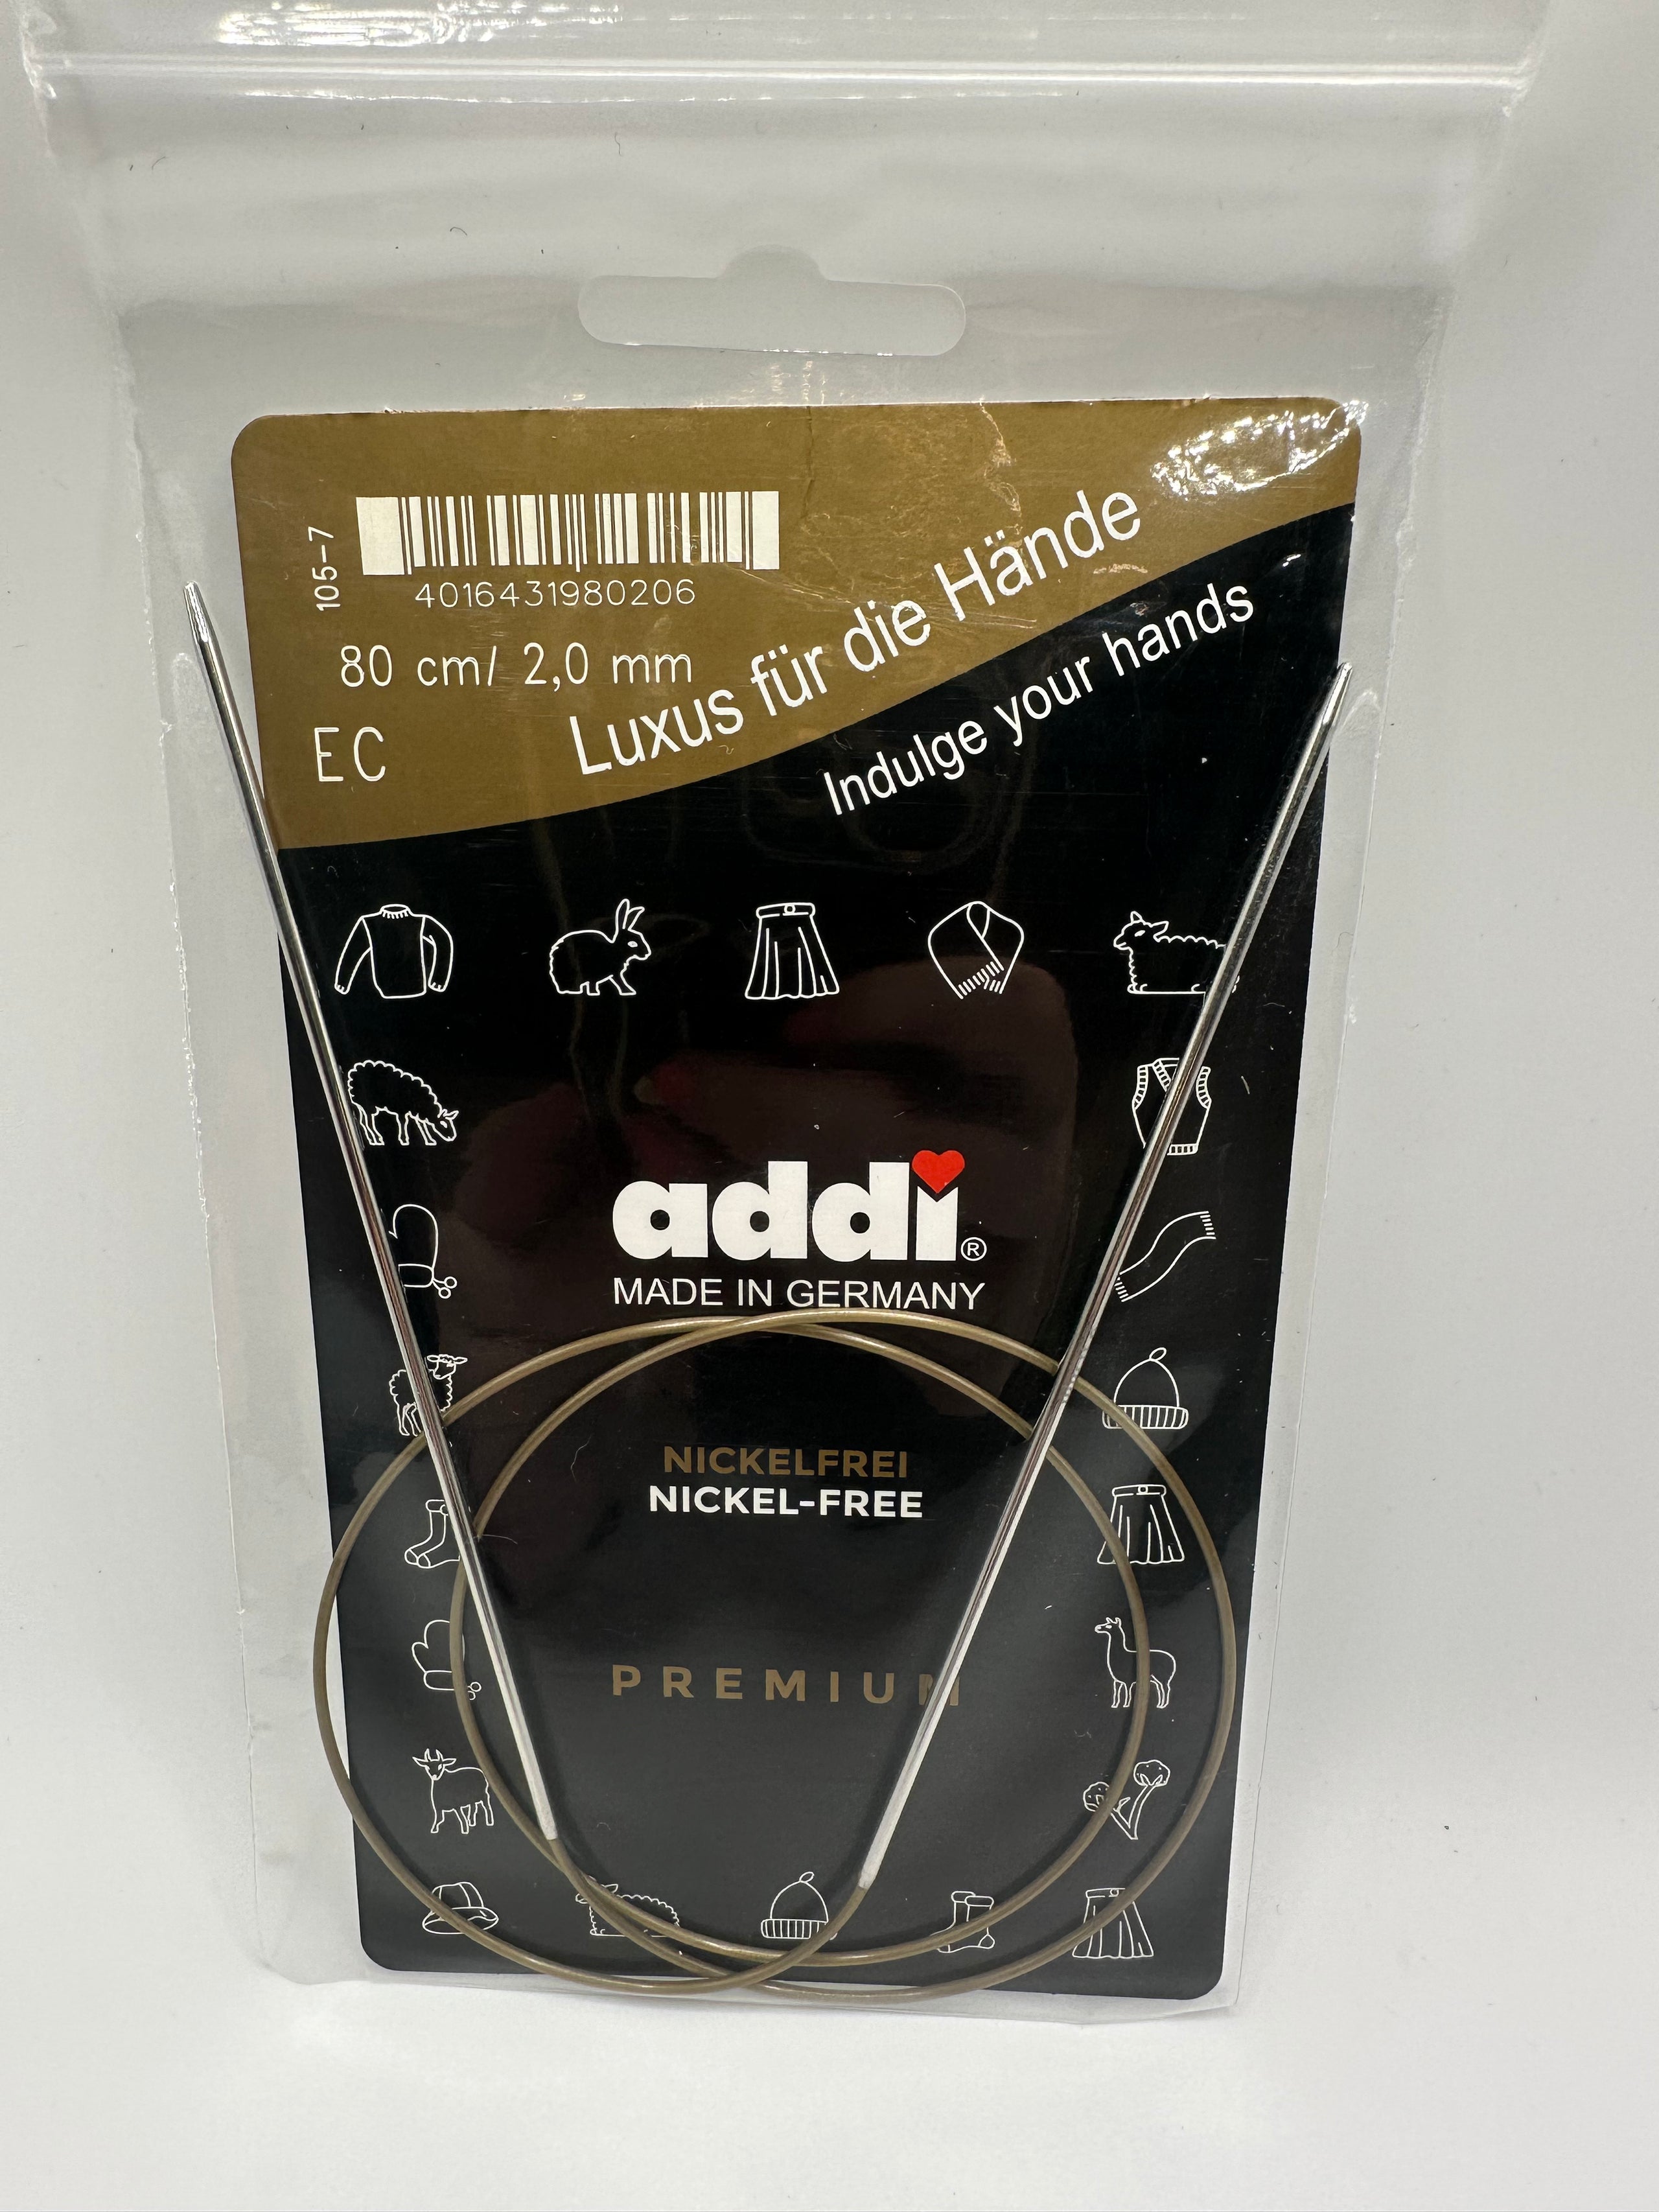 105-7
4016431980206
80 cm/ 2,0 mm
EC
Luxus für die Hände
Indulge your hands
addi®
MADE IN GERMANY
NICKELFREI
NICKEL-FREE
PREMIUM